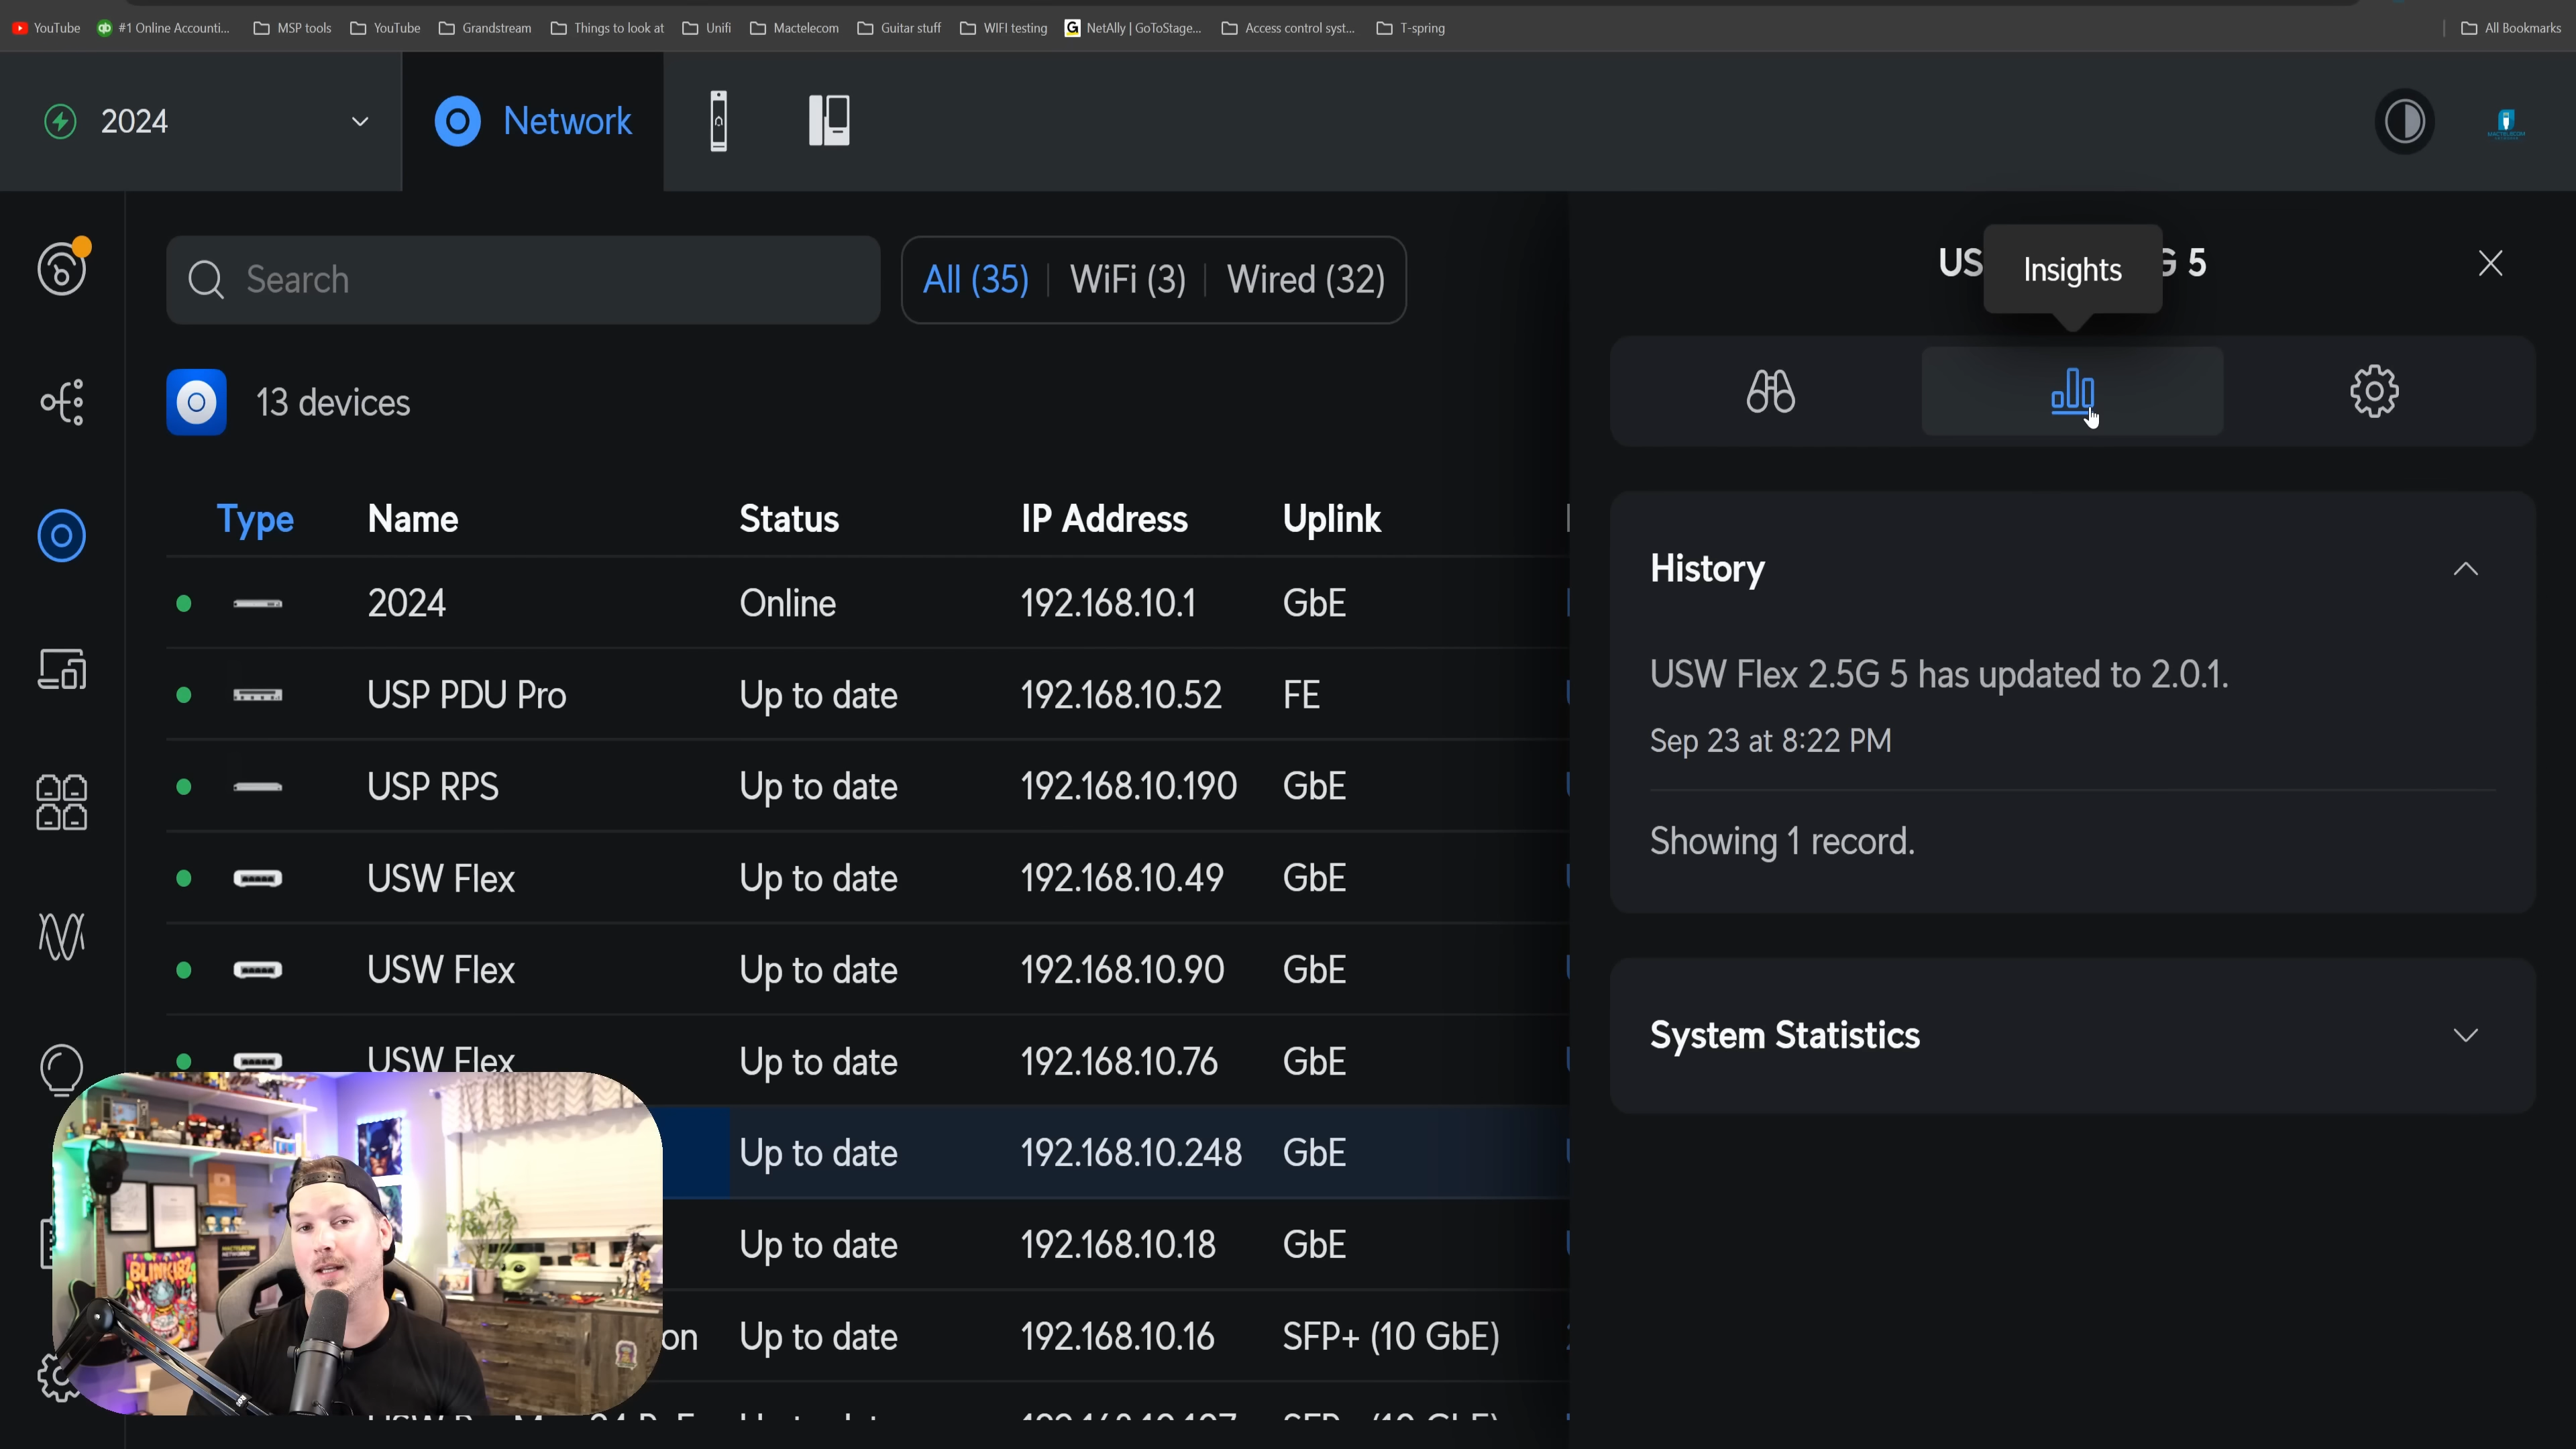 YouTube
#1 Online Accounti...
MSP tools
YouTube
Grandstream
Things to look at
Unifi
Mactelecom
Guitar stuff
WIFI testing
NetAlly | GoToStage...
Access control syst...
T-spring
All Bookmarks
2024
Network
Search
All (35)
WiFi (3)
Wired (32)
US
G 5
Insights
13 devices
Type Name Status IP Address Uplink
2024 Online 192.168.10.1 GbE
USP PDU Pro Up to date 192.168.10.52 FE
USP RPS Up to date 192.168.10.190 GbE
USW Flex Up to date 192.168.10.49 GbE
USW Flex Up to date 192.168.10.90 GbE
USW Flex Up to date 192.168.10.76 GbE
Up to date 192.168.10.248 GbE
Up to date 192.168.10.18 GbE
on Up to date 192.168.10.16 SFP+ (10 GbE)
History
USW Flex 2.5G 5 has updated to 2.0.1.
Sep 23 at 8:22 PM
Showing 1 record.
System Statistics
BLINK182